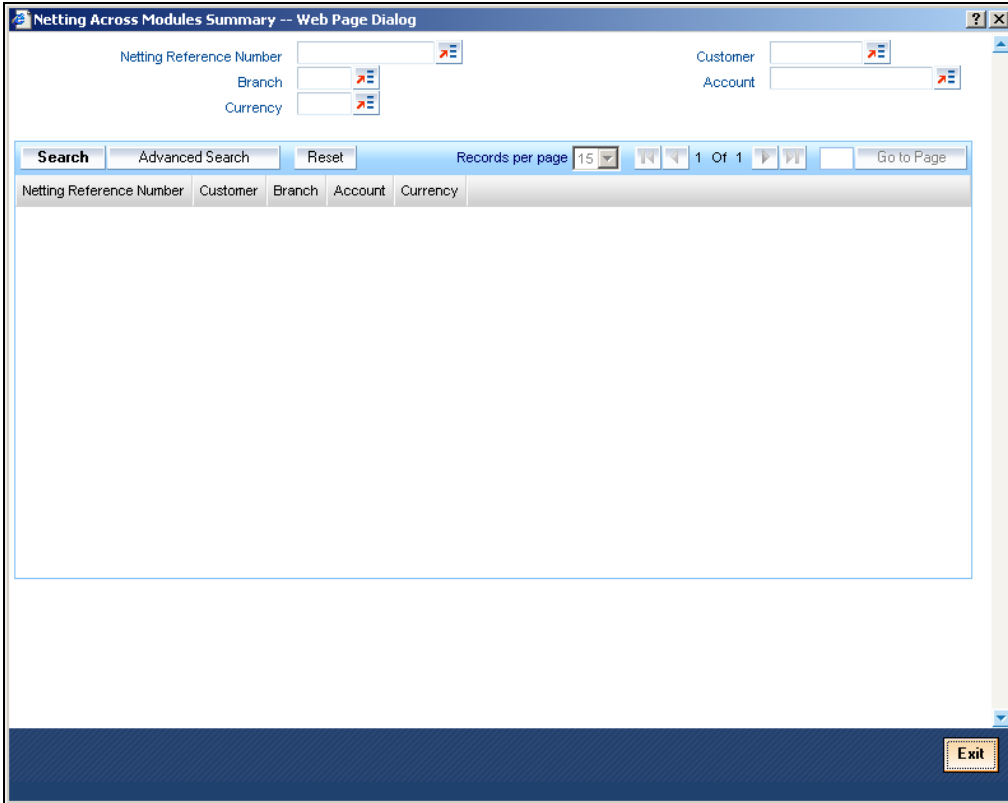 Netting Across Modules Summary -- Web Page Dialog
Netting Reference Number
Customer
Branch
Account
Currency
Search Advanced Search Reset Records per page 15 1 Of 1 Go to Page
Netting Reference Number Customer Branch Account Currency
Exit